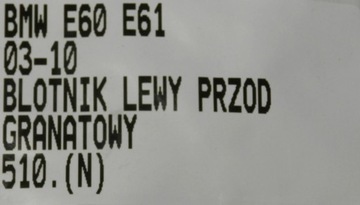 BMW E60 E61
03-10
BLOTNIK LEWY PRZOD
GRANATOWY
510.(N)